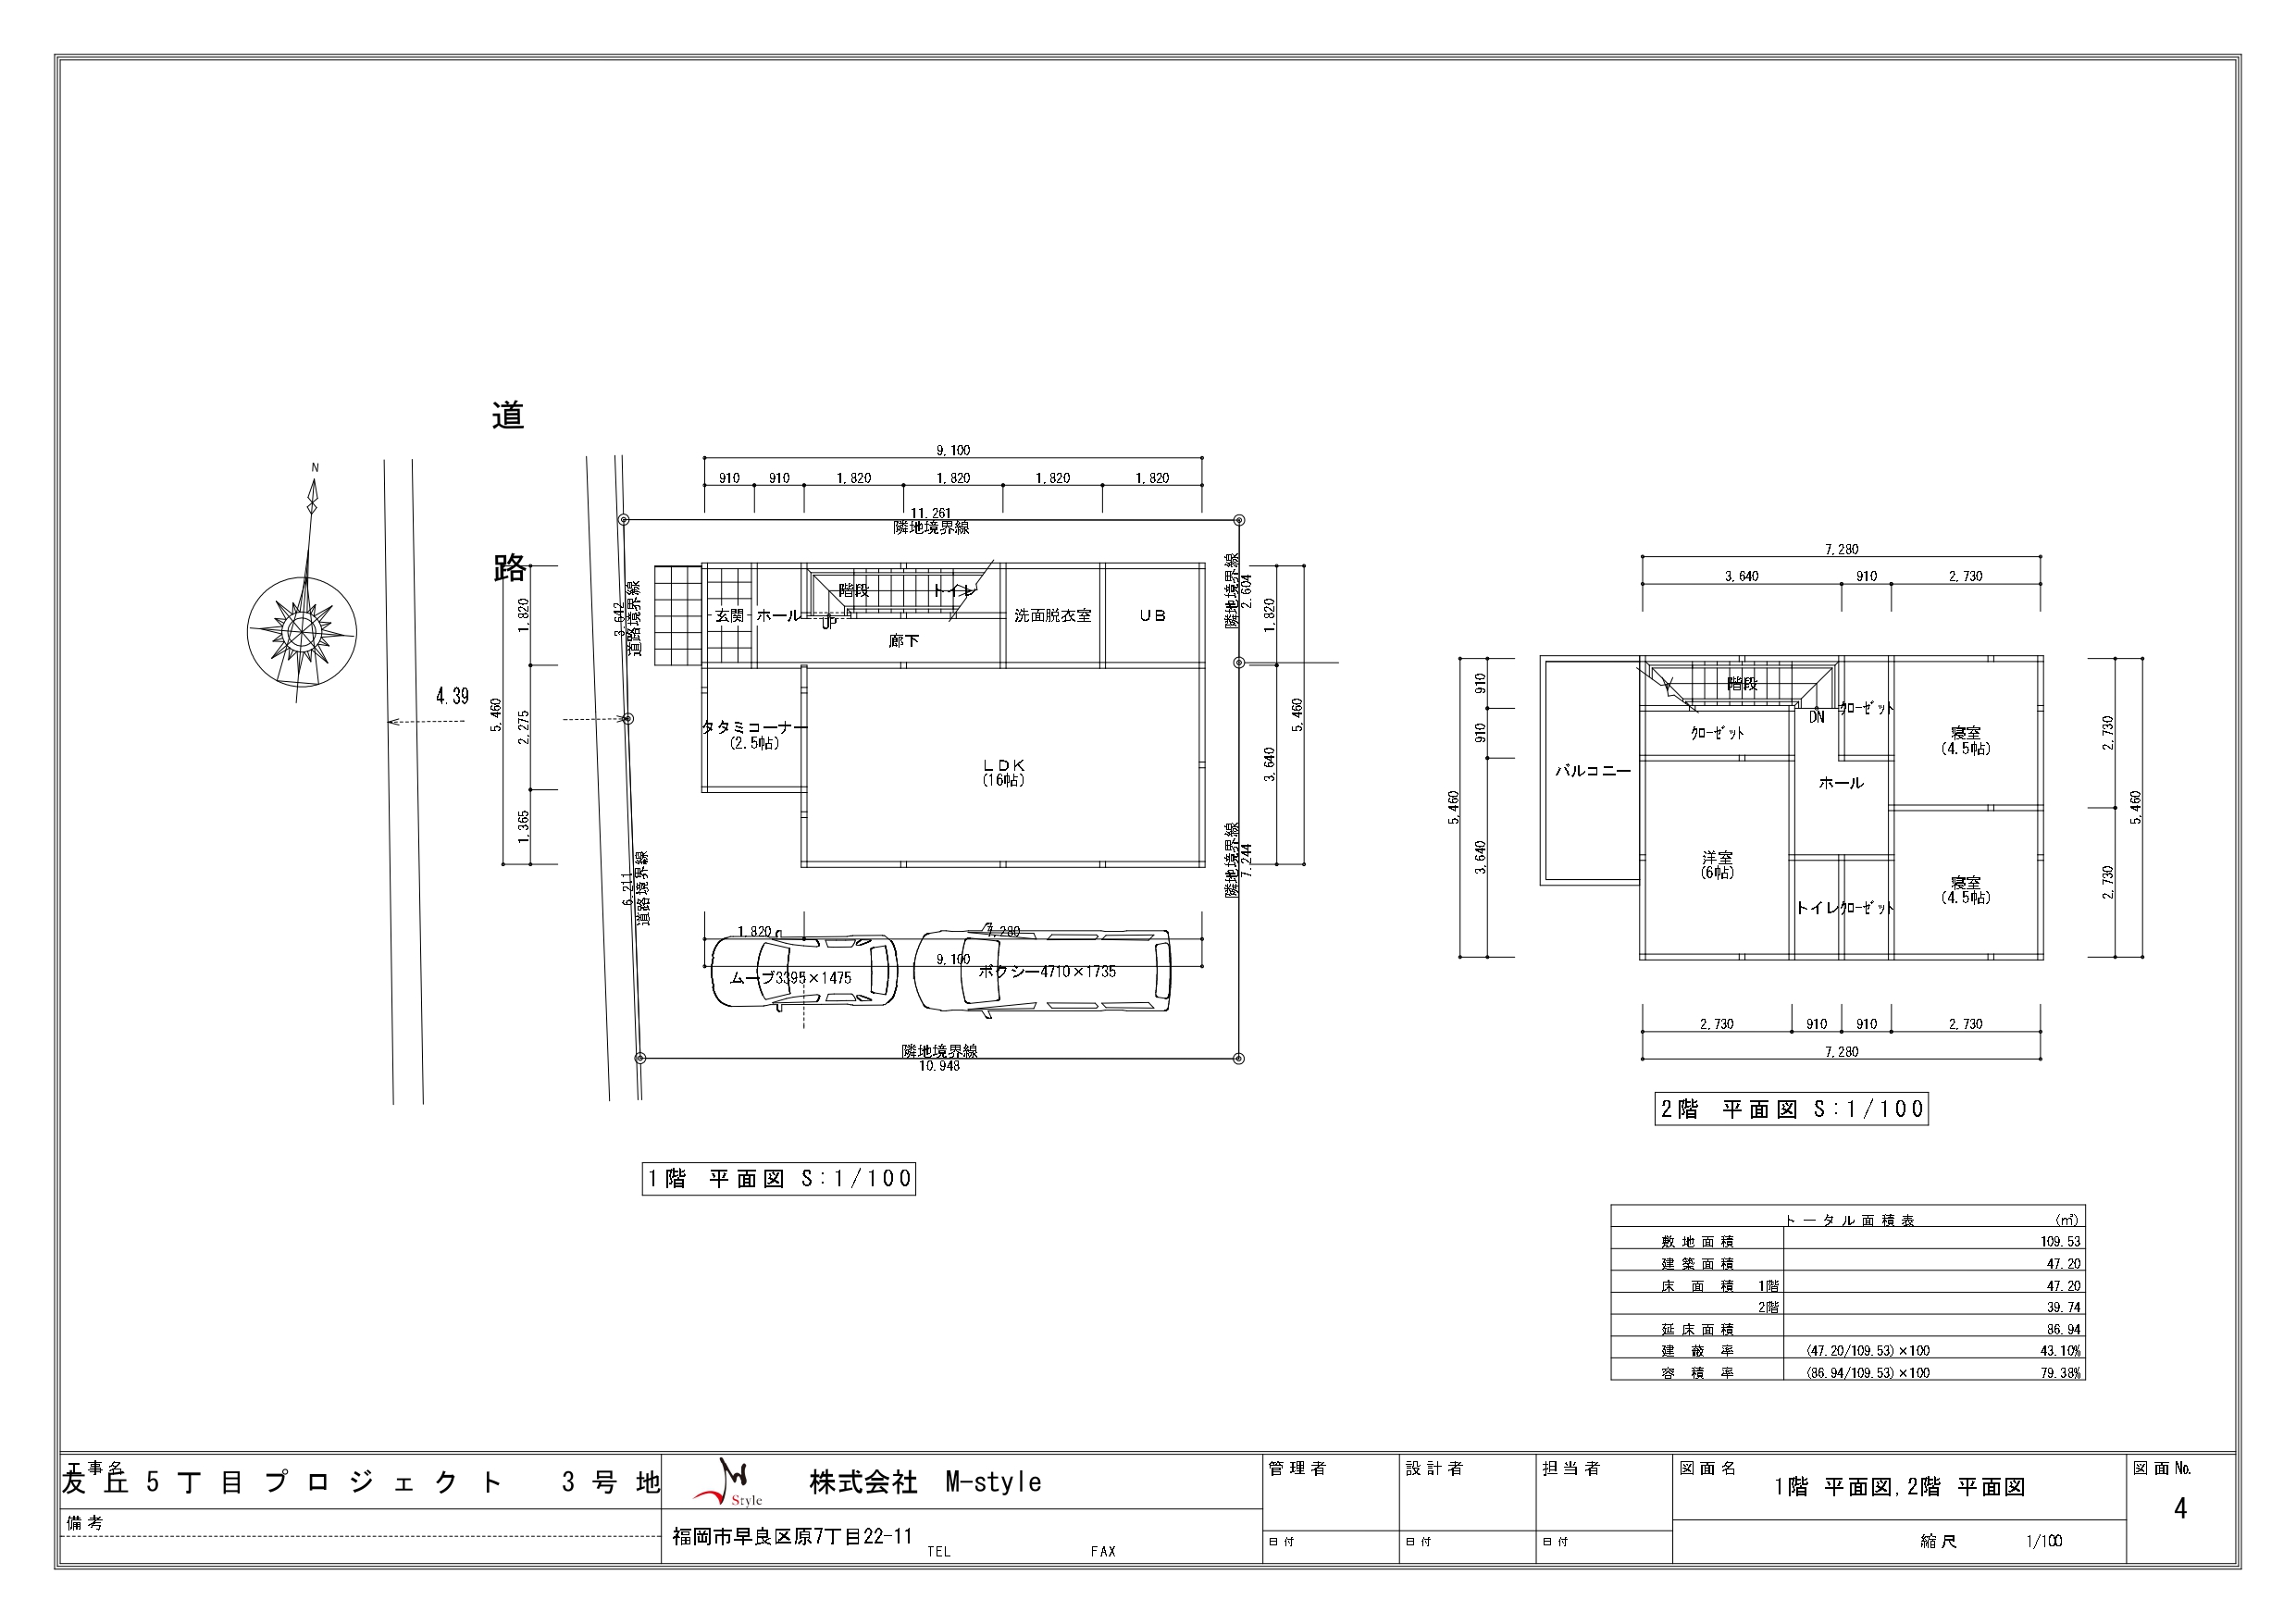 道
路
N
4.39
9,100
910 910 1,820 1,820 1,820 1,820
11.261
隣地境界線
3.642
道路境界線
6.211
道路境界線
隣地境界線
2.604
隣地境界線
7.244
5,460
1,820
2,275
1,365
1,820
3,640
5,460
階段 トイレ
玄関 ホール UP 洗面脱衣室 UB
廊下
タタミコーナー
(2.5帖)
LDK
(16帖)
1,820 7,280
9,100
ムーブ3395×1475 ボクシー4710×1735
隣地境界線
10.948
1階 平面図 S:1/100
7,280
3,640 910 2,730
5,460
910
910
3,640
2,730
2,730
5,460
階段
DN
クローゼット
クローゼット
寝室
(4.5帖)
バルコニー
ホール
洋室
(6帖)
寝室
(4.5帖)
トイレ
クローゼット
2,730 910 910 2,730
7,280
2階 平面図 S:1/100
トータル面積表 (㎡)
敷地面積 109.53
建築面積 47.20
床面積 1階 47.20
2階 39.74
延床面積 86.94
建蔽率 (47.20/109.53)×100 43.10%
容積率 (86.94/109.53)×100 79.38%
工事名
友丘5丁目プロジェクト 3号地
備考
Style
株式会社 M-style
福岡市早良区原7丁目22-11
TEL FAX
管理者 設計者 担当者
日付 日付 日付
図面名
1階 平面図,2階 平面図
縮尺 1/100
図面No.
4